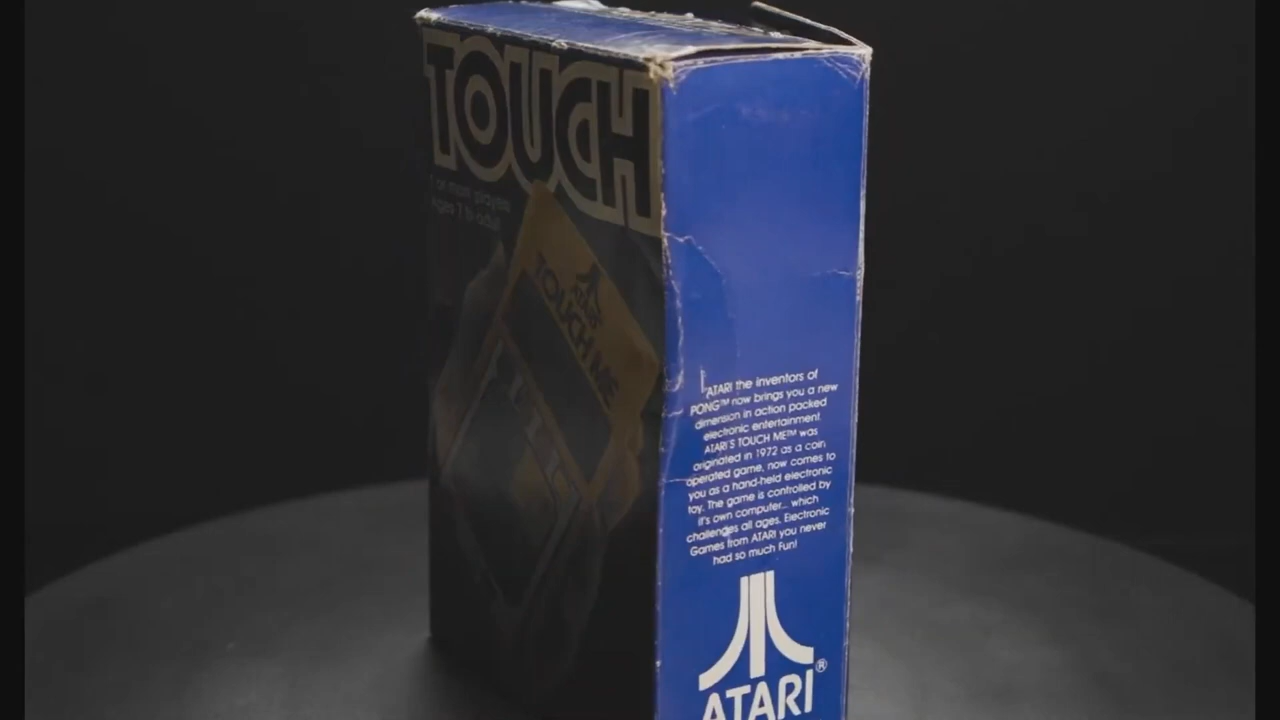 TOUCH
1 or more players
Ages 7 to adult
ATARI
TOUCH ME
ATARI the inventors of
PONG™ now brings you a new
dimension in action packed
electronic entertainment.
ATARI'S TOUCH ME™ was
originated in 1972 as a coin
operated game, now comes to
you as a hand-held electronic
toy. The game is controlled by
it's own computer... which
challenges all ages. Electronic
Games from ATARI you never
had so much Fun!
ATARI®